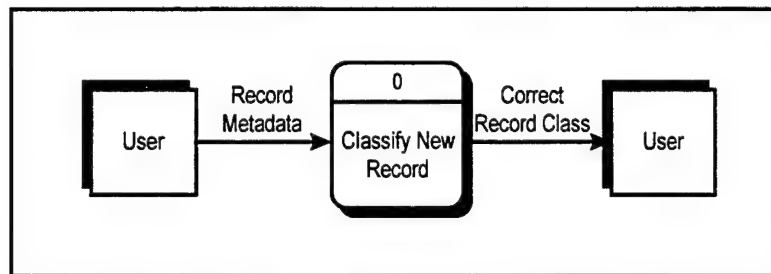 User
Record
Metadata
0
Classify New
Record
Correct
Record Class
User